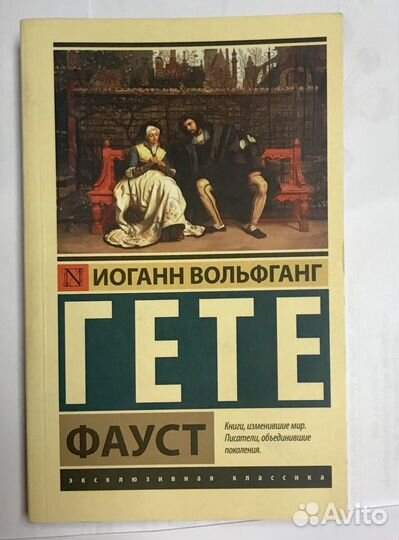 N
ИОГАНН ВОЛЬФГАНГ
ГЕТЕ
ФАУСТ
Книги, изменившие мир.
Писатели, объединившие
поколения.
эксклюзивная классика
Avito